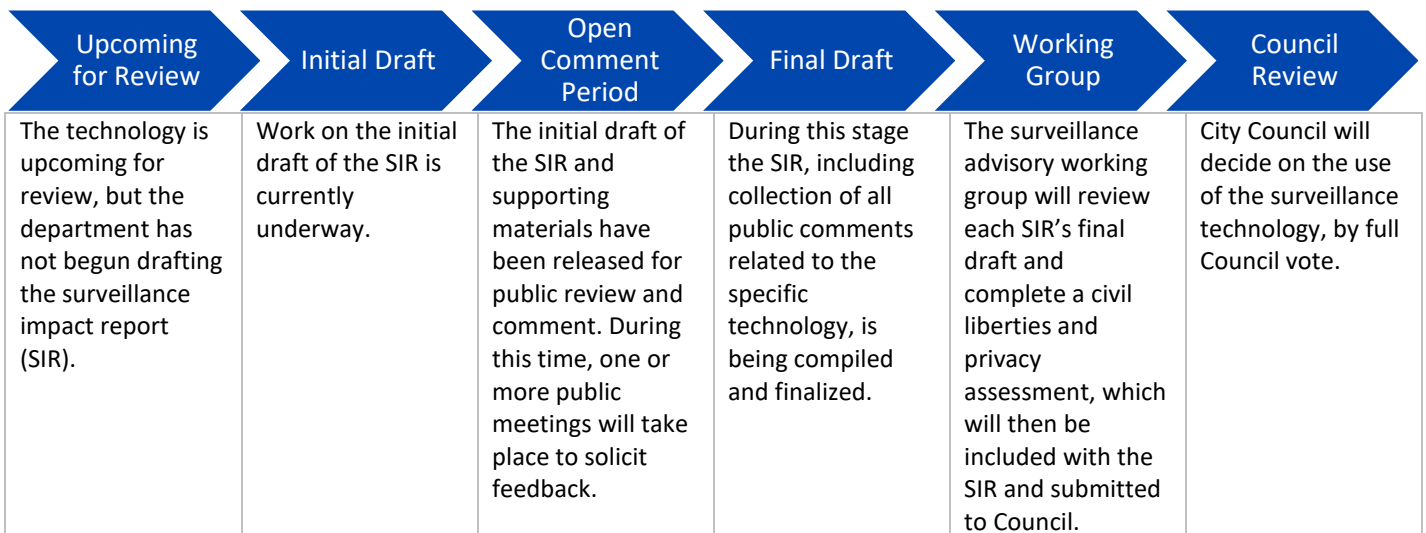 Upcoming
for Review
Initial Draft
Open
Comment
Period
Final Draft
Working
Group
Council
Review
The technology is
upcoming for
review, but the
department has
not begun drafting
the surveillance
impact report
(SIR).
Work on the initial
draft of the SIR is
currently
underway.
The initial draft of
the SIR and
supporting
materials have
been released for
public review and
comment. During
this time, one or
more public
meetings will take
place to solicit
feedback.
During this stage
the SIR, including
collection of all
public comments
related to the
specific
technology, is
being compiled
and finalized.
The surveillance
advisory working
group will review
each SIR’s final
draft and
complete a civil
liberties and
privacy
assessment, which
will then be
included with the
SIR and submitted
to Council.
City Council will
decide on the use
of the surveillance
technology, by full
Council vote.